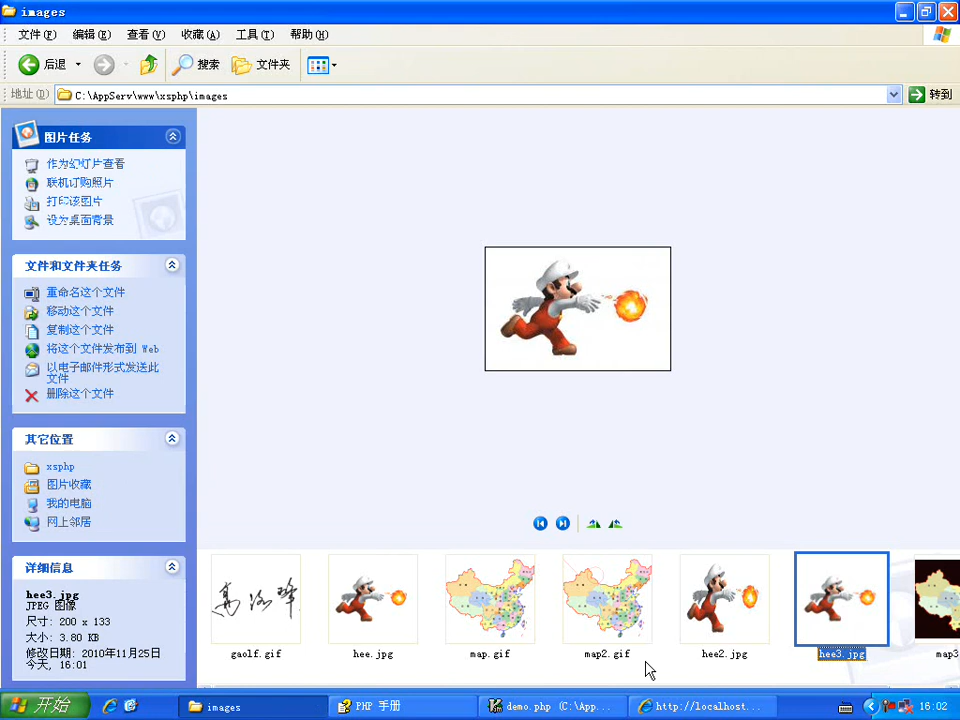 images
文件(F) 编辑(E) 查看(V) 收藏(A) 工具(T) 帮助(H)
后退 搜索 文件夹
地址(D) C:\AppServ\www\xsphp\images 转到
图片任务
作为幻灯片查看
联机订购照片
打印该图片
设为桌面背景
文件和文件夹任务
重命名这个文件
移动这个文件
复制这个文件
将这个文件发布到 Web
以电子邮件形式发送此
文件
删除这个文件
其它位置
xsphp
图片收藏
我的电脑
网上邻居
详细信息
hee3.jpg
JPEG 图像
尺寸: 200 x 133
大小: 3.80 KB
修改日期: 2010年11月25日
今天, 16:01
高洛峰
gaolf.gif hee.jpg map.gif map2.gif hee2.jpg hee3.jpg map3
开始 images PHP 手册 demo.php (C:\App... http://localhost... 16:02